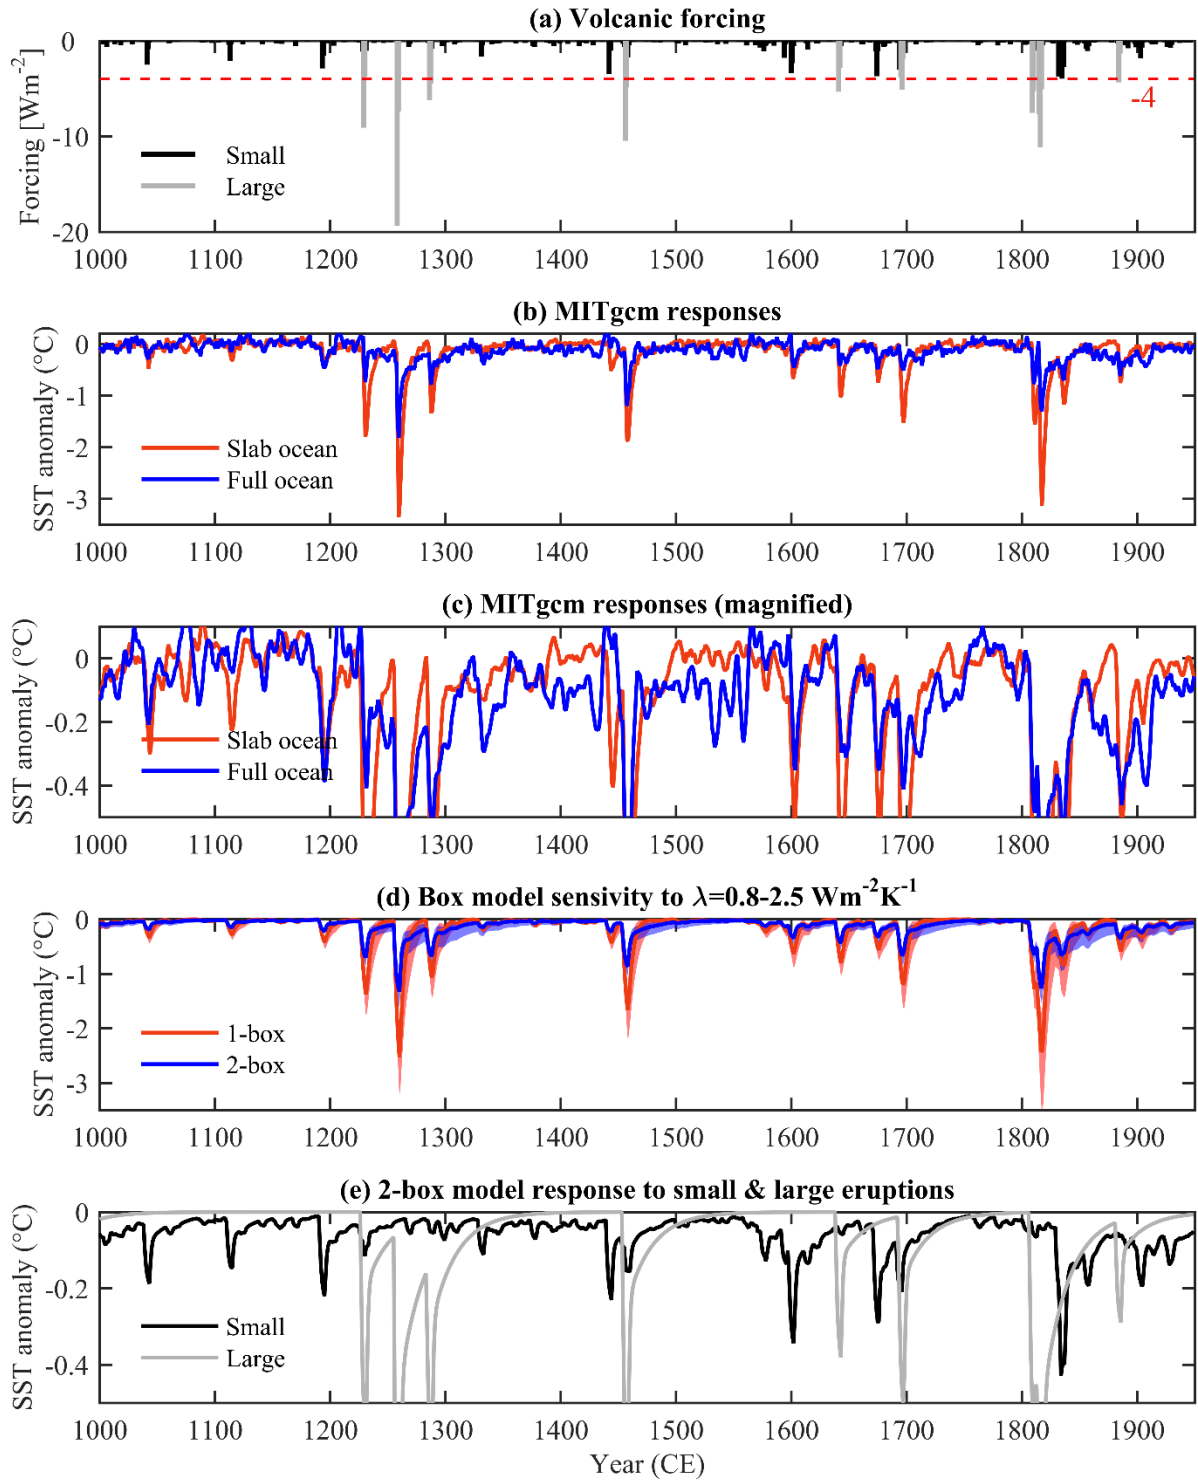 (a) Volcanic forcing
Forcing [Wm-2]
0
-10
-20
-4
Small
Large
1000 1100 1200 1300 1400 1500 1600 1700 1800 1900
(b) MITgcm responses
SST anomaly (°C)
0
-1
-2
-3
Slab ocean
Full ocean
1000 1100 1200 1300 1400 1500 1600 1700 1800 1900
(c) MITgcm responses (magnified)
SST anomaly (°C)
0
-0.2
-0.4
Slab ocean
Full ocean
1000 1100 1200 1300 1400 1500 1600 1700 1800 1900
(d) Box model sensivity to λ=0.8-2.5 Wm-2K-1
SST anomaly (°C)
0
-1
-2
-3
1-box
2-box
1000 1100 1200 1300 1400 1500 1600 1700 1800 1900
(e) 2-box model response to small & large eruptions
SST anomaly (°C)
0
-0.2
-0.4
Small
Large
1000 1100 1200 1300 1400 1500 1600 1700 1800 1900
Year (CE)